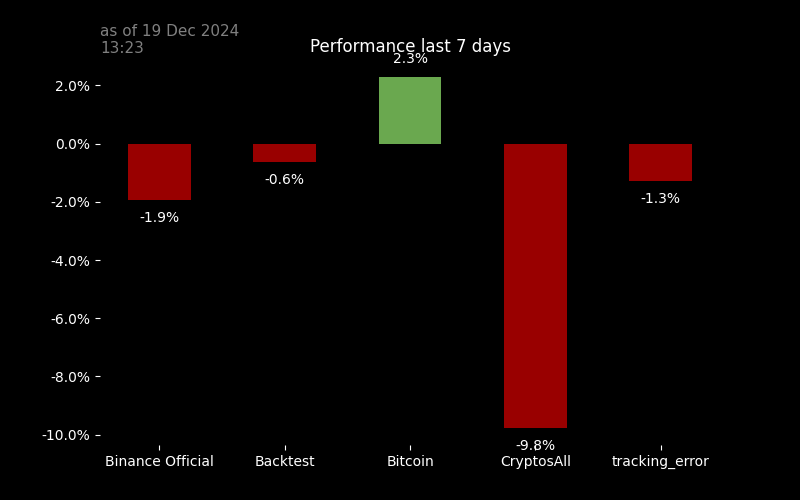 as of 19 Dec 2024
13:23
Performance last 7 days
2.3%
2.0%
0.0%
-1.9%
-0.6%
-1.3%
-2.0%
-4.0%
-6.0%
-8.0%
-10.0%
-9.8%
Binance Official
Backtest
Bitcoin
CryptosAll
tracking_error